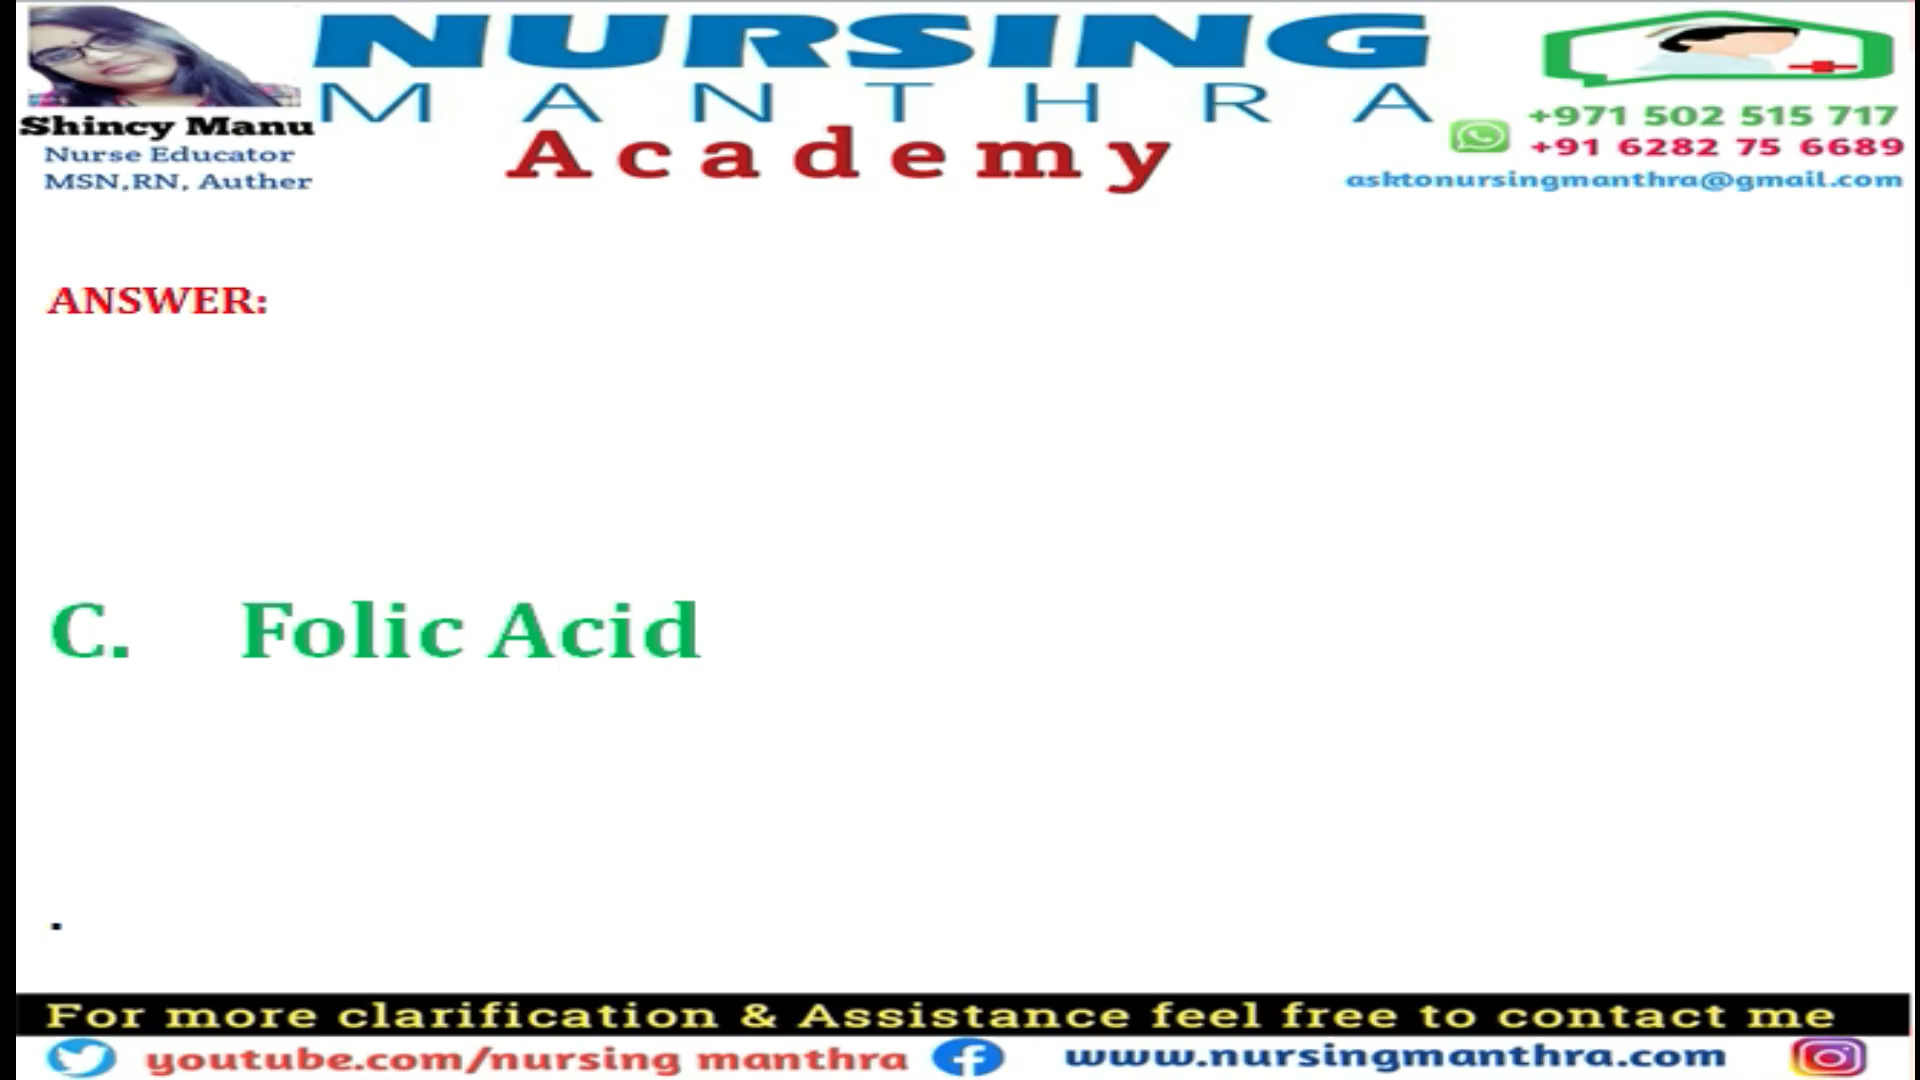 NURSING
MANTHRA
Academy
Shincy Manu
Nurse Educator
MSN,RN, Auther
+971 502 515 717
+91 6282 75 6689
asktonursingmanthra@gmail.com
ANSWER:
C. Folic Acid
.
For more clarification & Assistance feel free to contact me
youtube.com/nursing manthra
www.nursingmanthra.com